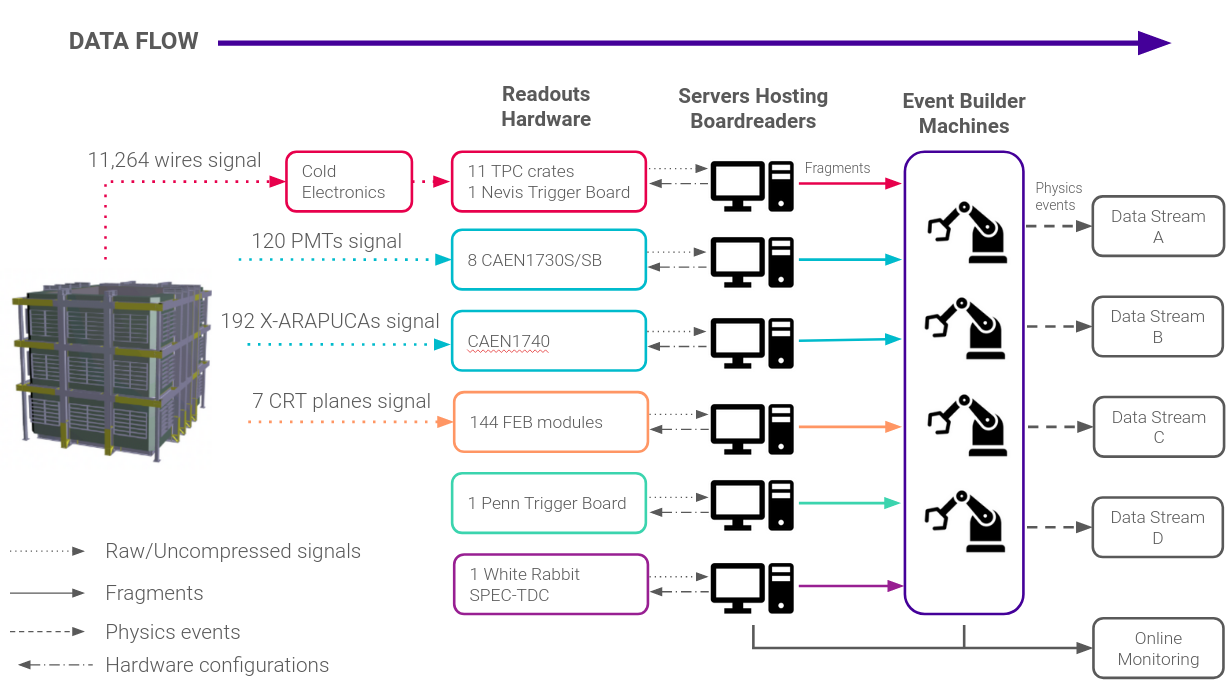 DATA FLOW
Readouts
Hardware
Servers Hosting
Boardreaders
Event Builder
Machines
11,264 wires signal
Cold
Electronics
11 TPC crates
1 Nevis Trigger Board
Fragments
Physics
events
Data Stream
A
120 PMTs signal
8 CAEN1730S/SB
192 X-ARAPUCAs signal
CAEN1740
Data Stream
B
7 CRT planes signal
144 FEB modules
Data Stream
C
1 Penn Trigger Board
Data Stream
D
1 White Rabbit
SPEC-TDC
Online
Monitoring
Raw/Uncompressed signals
Fragments
Physics events
Hardware configurations